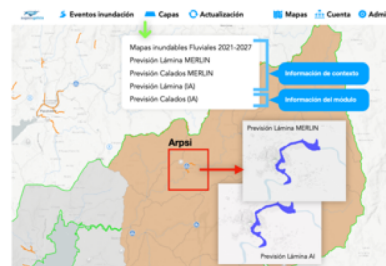 Eventos inundación Capas Actualización Mapas Cuenta Admi
Mapas inundables Fluviales 2021-2027
Previsión Lámina MERLIN
Previsión Calados MERLIN
Previsión Lámina (IA)
Previsión Calados (IA)
Información de contexto
Información del módulo
Previsión Lámina MERLIN
Arpsi
Previsión Lámina AI